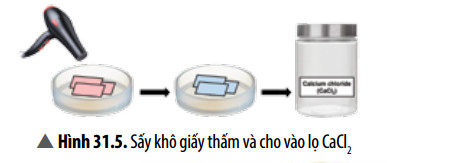 Calcium chloride
(CaCl₂)
▲ Hình 31.5. Sấy khô giấy thấm và cho vào lọ CaCl₂